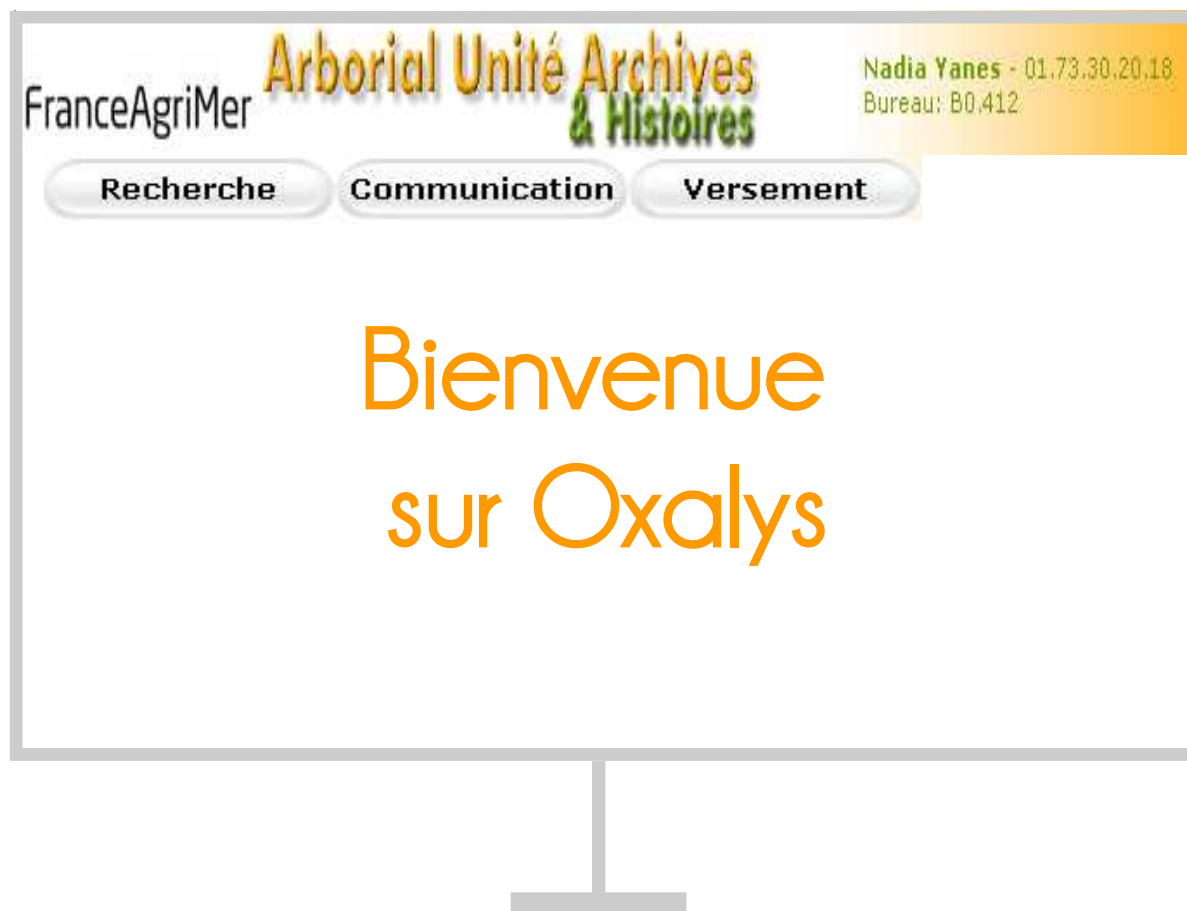 FranceAgriMer
Arborial Unité Archives
& Histoires
Nadia Yanes - 01.73.30.20.18
Bureau: B0.412
Recherche Communication Versement
Bienvenue
sur Oxalys